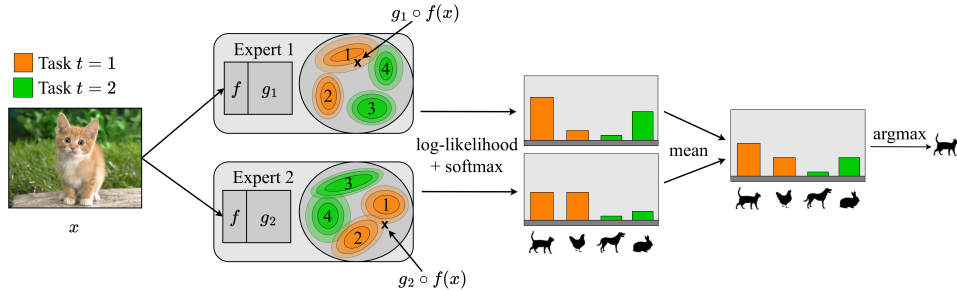 g₁ ∘ f(x)
Task t = 1
Task t = 2
x
Expert 1
f g₁
1
4
2
3
x
Expert 2
f g₂
3
1
4
2
x
g₂ ∘ f(x)
log-likelihood
+ softmax
mean
argmax